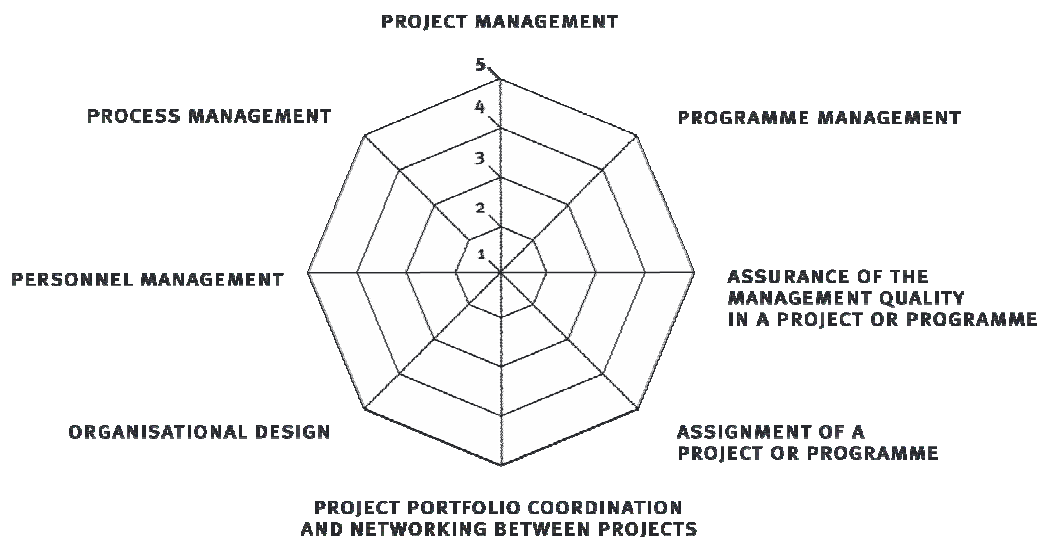 PROJECT MANAGEMENT
5
PROCESS MANAGEMENT
4
PROGRAMME MANAGEMENT
3
2
1
PERSONNEL MANAGEMENT
ASSURANCE OF THE
MANAGEMENT QUALITY
IN A PROJECT OR PROGRAMME
ORGANISATIONAL DESIGN
ASSIGNMENT OF A
PROJECT OR PROGRAMME
PROJECT PORTFOLIO COORDINATION
AND NETWORKING BETWEEN PROJECTS